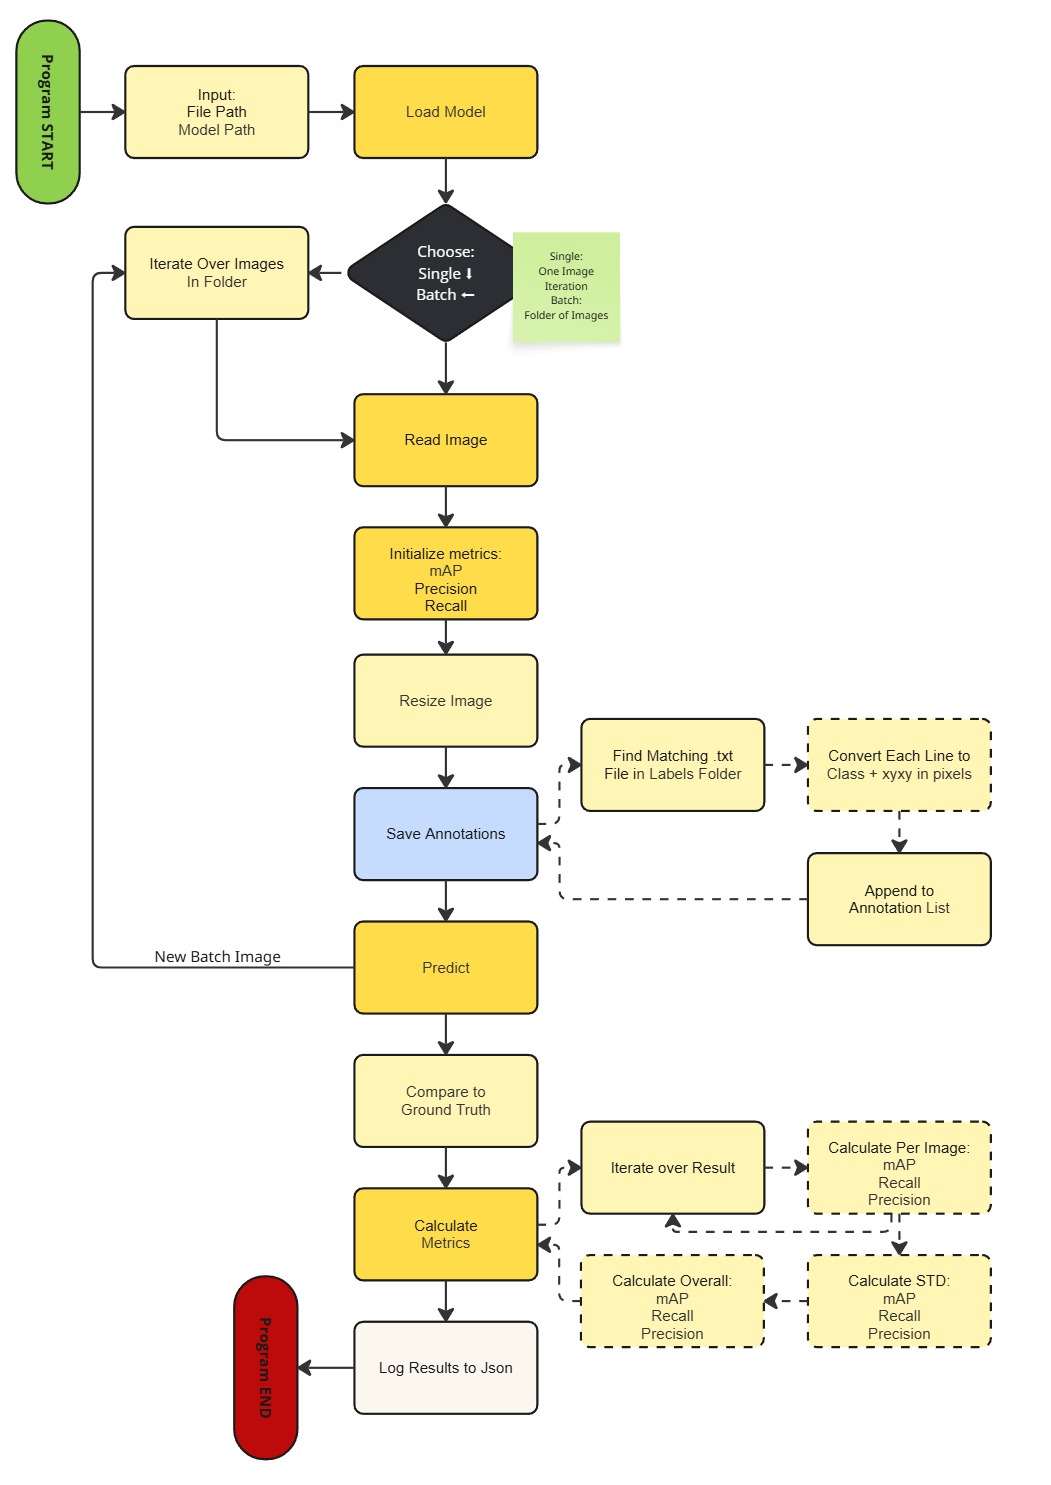 Program START
Input:
File Path
Model Path
Load Model
Iterate Over Images
In Folder
Choose:
Single ⬇
Batch ←
Single:
One Image
Iteration
Batch:
Folder of Images
Read Image
Initialize metrics:
mAP
Precision
Recall
Resize Image
Save Annotations
Find Matching .txt
File in Labels Folder
Convert Each Line to
Class + xyxy in pixels
Append to
Annotation List
New Batch Image
Predict
Compare to
Ground Truth
Calculate
Metrics
Iterate over Result
Calculate Per Image:
mAP
Recall
Precision
Calculate STD:
mAP
Recall
Precision
Calculate Overall:
mAP
Recall
Precision
Log Results to Json
Program END